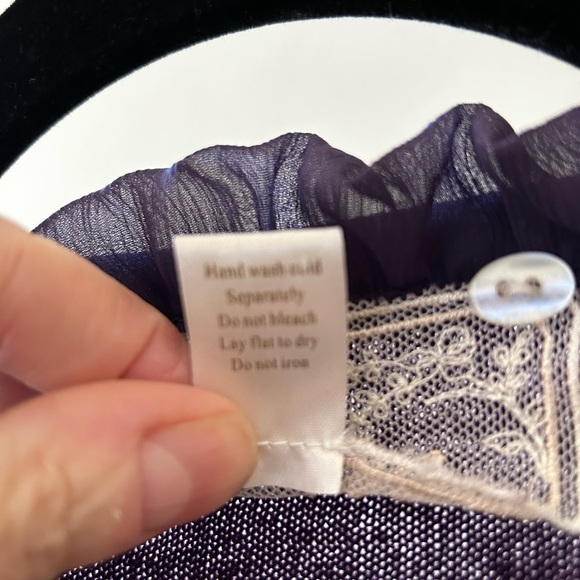 Hand wash cold
Separately
Do not bleach
Lay flat to dry
Do not iron